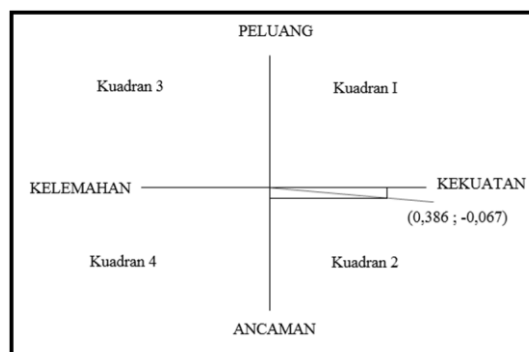 PELUANG
Kuadran 3
Kuadran I
KELEMAHAN
KEKUATAN
(0,386 ; -0,067)
Kuadran 4
Kuadran 2
ANCAMAN